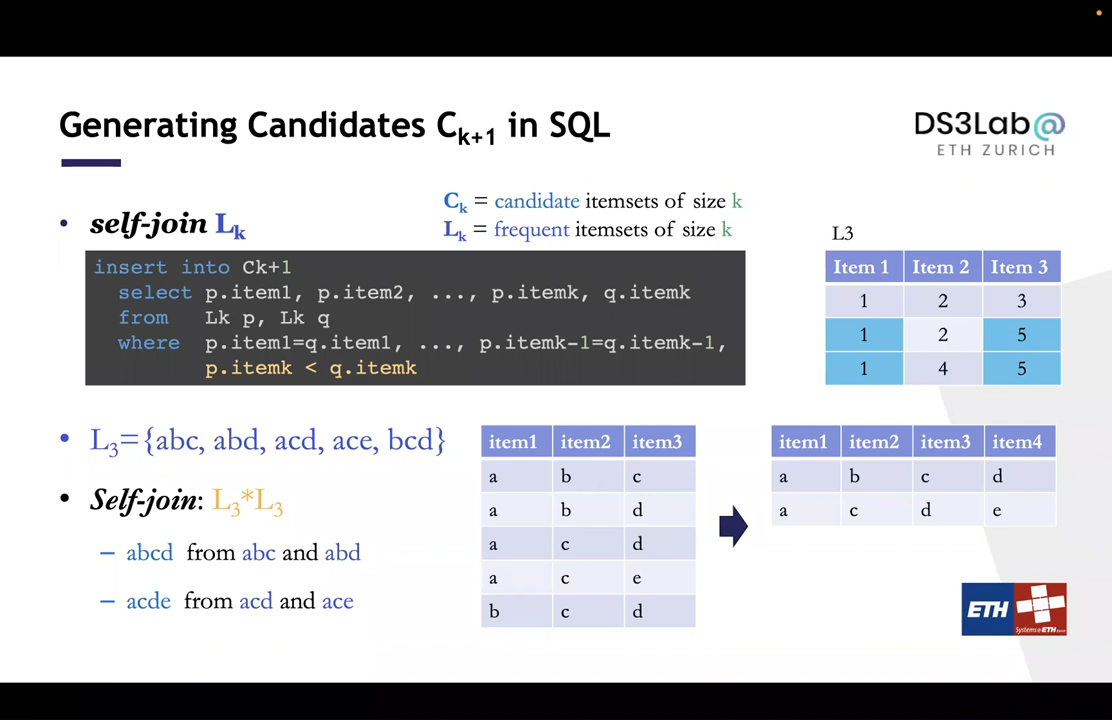 Generating Candidates Ck+1 in SQL
DS3Lab@
ETH ZURICH
• self-join Lk
Ck = candidate itemsets of size k
Lk = frequent itemsets of size k
insert into Ck+1
select p.item1, p.item2, ..., p.itemk, q.itemk
from Lk p, Lk q
where p.item1=q.item1, ..., p.itemk-1=q.itemk-1,
p.itemk < q.itemk
L3
Item 1 Item 2 Item 3
1 2 3
1 2 5
1 4 5
• L3={abc, abd, acd, ace, bcd}
• Self-join: L3*L3
– abcd from abc and abd
– acde from acd and ace
item1 item2 item3
a b c
a b d
a c d
a c e
b c d
item1 item2 item3 item4
a b c d
a c d e
ETH
Systems@ETH